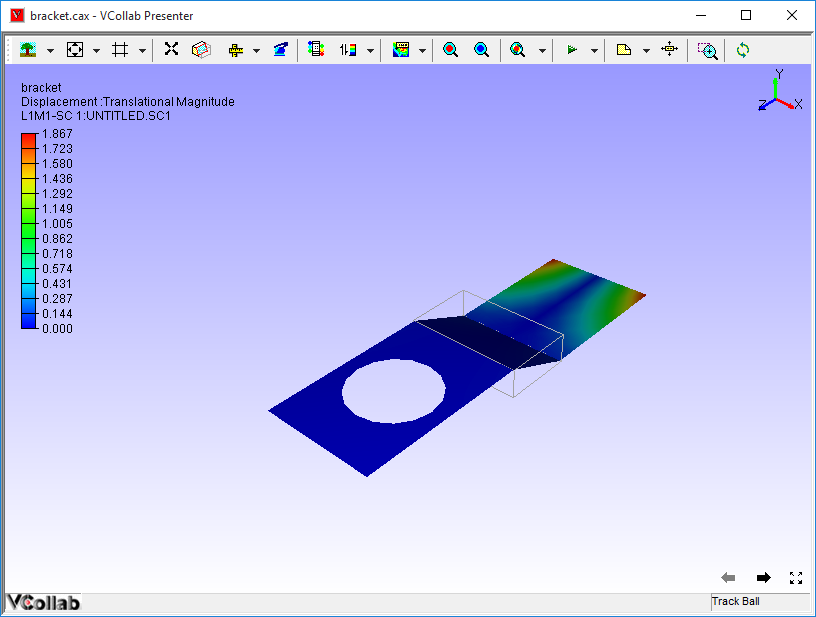 bracket.cax - VCollab Presenter
bracket
Displacement :Translational Magnitude
L1M1-SC 1:UNTITLED.SC1
1.867
1.723
1.580
1.436
1.292
1.149
1.005
0.862
0.718
0.574
0.431
0.287
0.144
0.000
Y
X
Z
VCollab
Track Ball